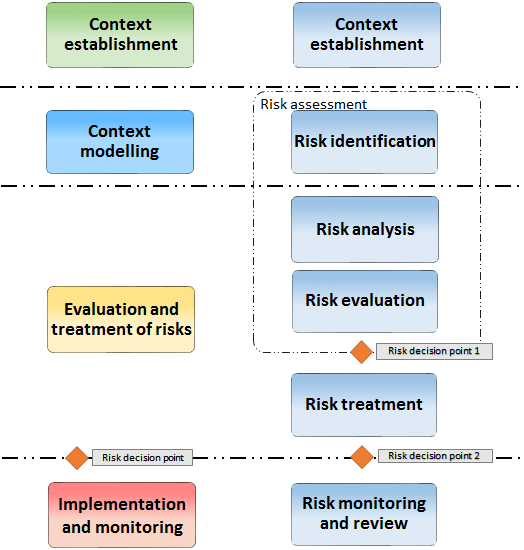 Context
establishment
Context
establishment
Risk assessment
Context
modelling
Risk identification
Risk analysis
Evaluation and
treatment of risks
Risk evaluation
Risk decision point 1
Risk treatment
Risk decision point
Risk decision point 2
Implementation
and monitoring
Risk monitoring
and review